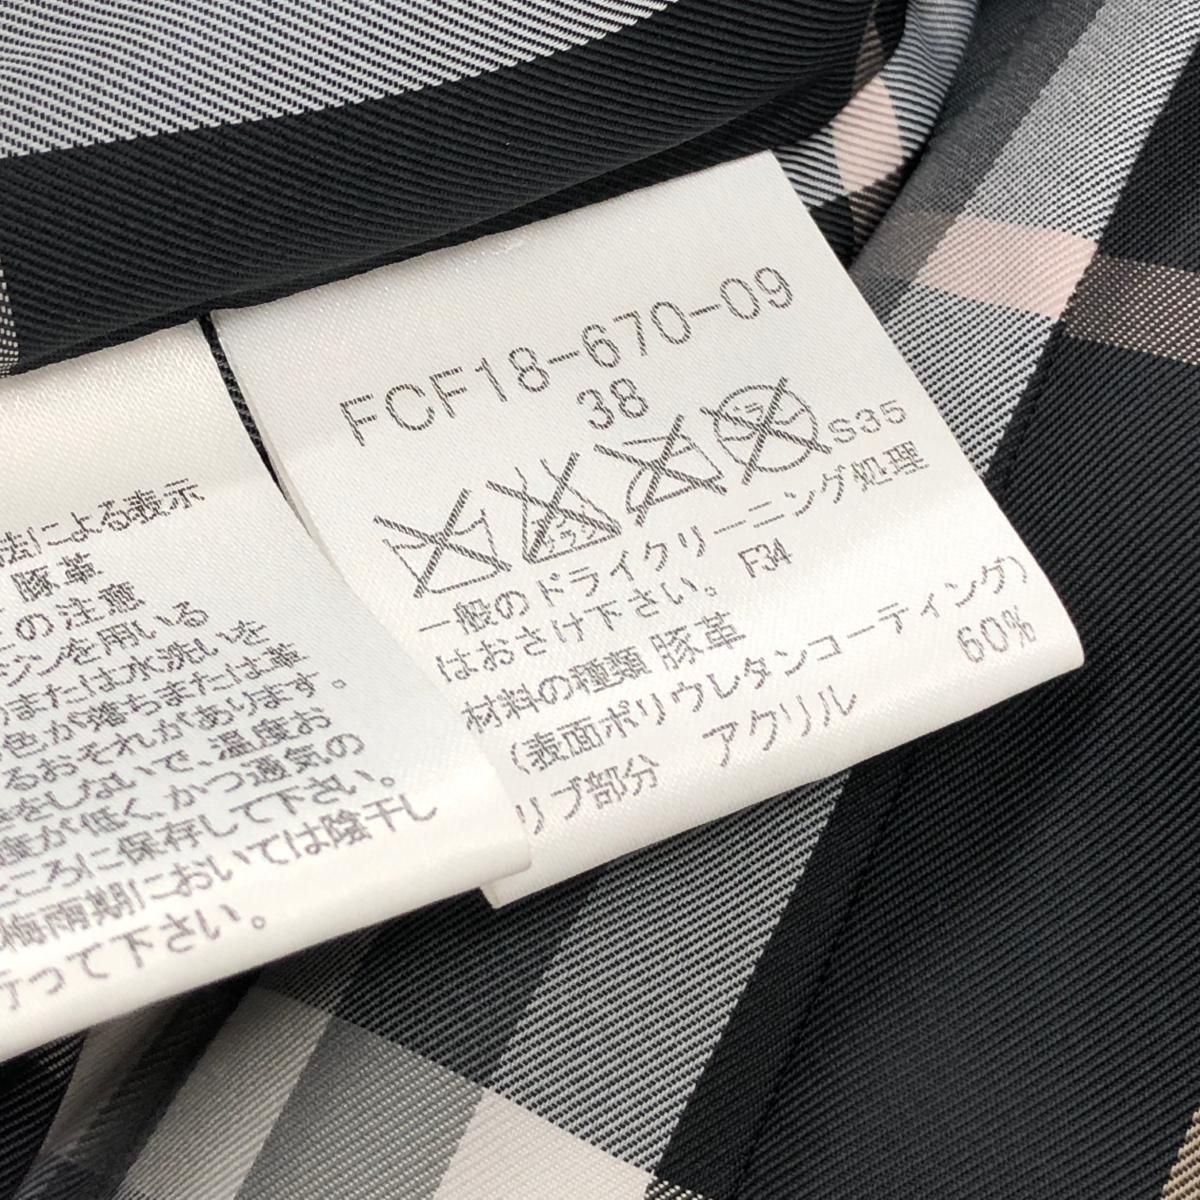 FCF18-670-09
38
エンソ
ドライ
S35
一般のドライクリーニング処理
はおさけ下さい。 F34
材料の種類 豚革
(表面ポリウレタンコーティング)
リブ部分 アクリル 60%
法による表示
豚革
の注意
ジンを用いる
または水洗いを
色が落ちまたは革
るおそれがあります。
をしないで、温度お
度が低く、かつ通気の
ところに保存して下さい。
梅雨期においては陰干し
行って下さい。